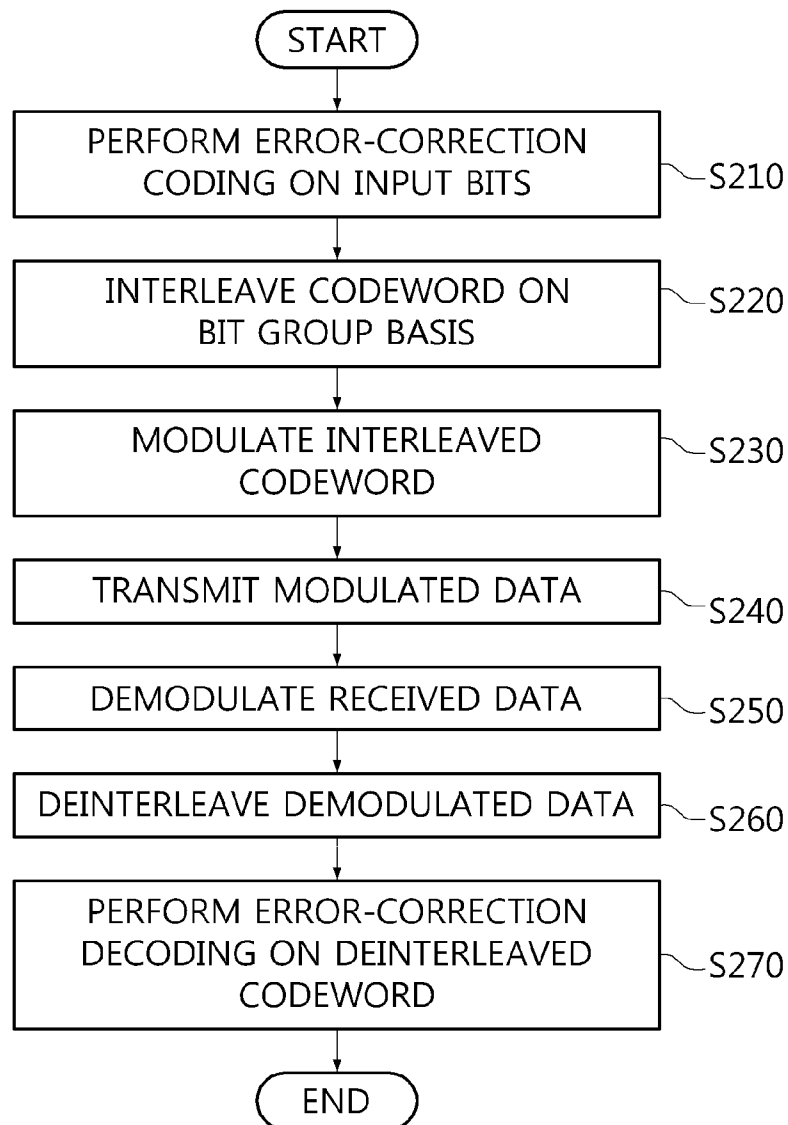 START
PERFORM ERROR-CORRECTION
CODING ON INPUT BITS
S210
INTERLEAVE CODEWORD ON
BIT GROUP BASIS
S220
MODULATE INTERLEAVED
CODEWORD
S230
TRANSMIT MODULATED DATA
S240
DEMODULATE RECEIVED DATA
S250
DEINTERLEAVE DEMODULATED DATA
S260
PERFORM ERROR-CORRECTION
DECODING ON DEINTERLEAVED
CODEWORD
S270
END